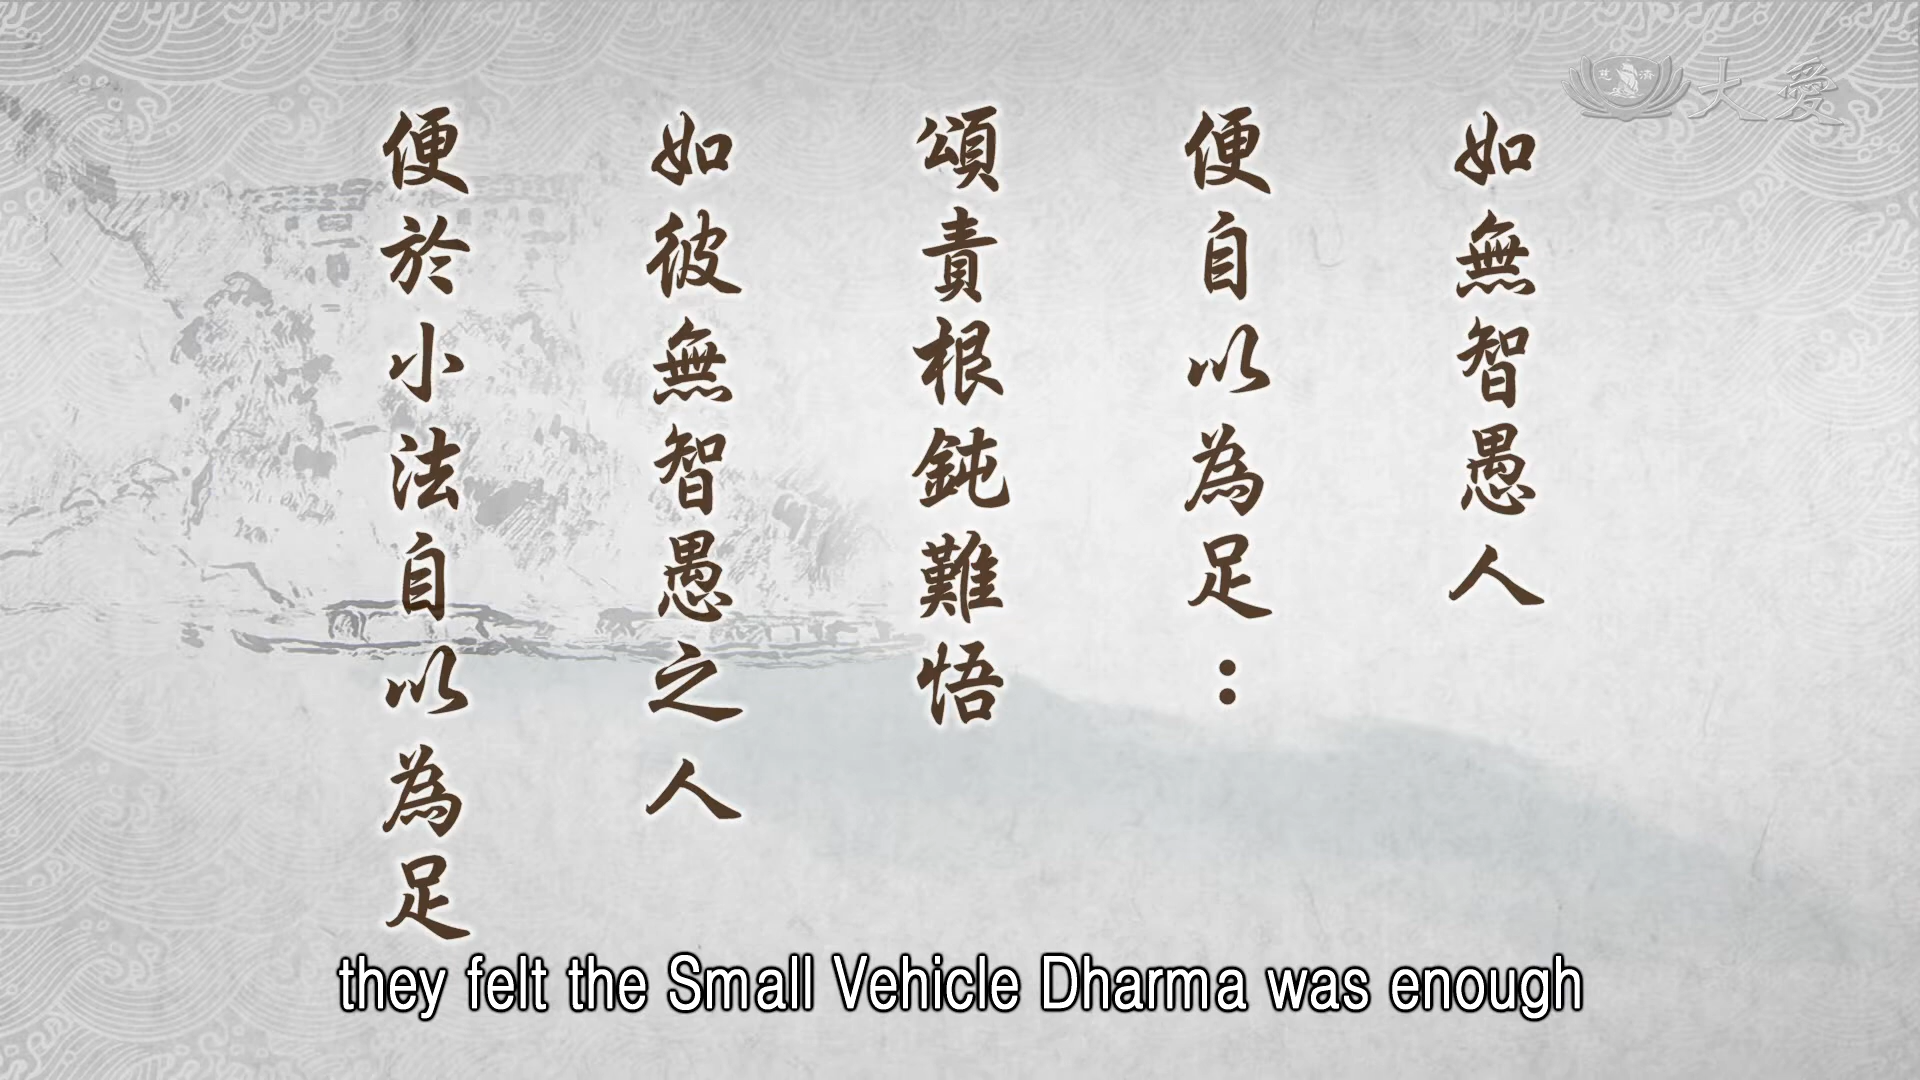 如無智愚人
便自以為足：
頌責根鈍難悟
如彼無智愚之人
便於小法自以為足
they felt the Small Vehicle Dharma was enough
慈濟
大愛